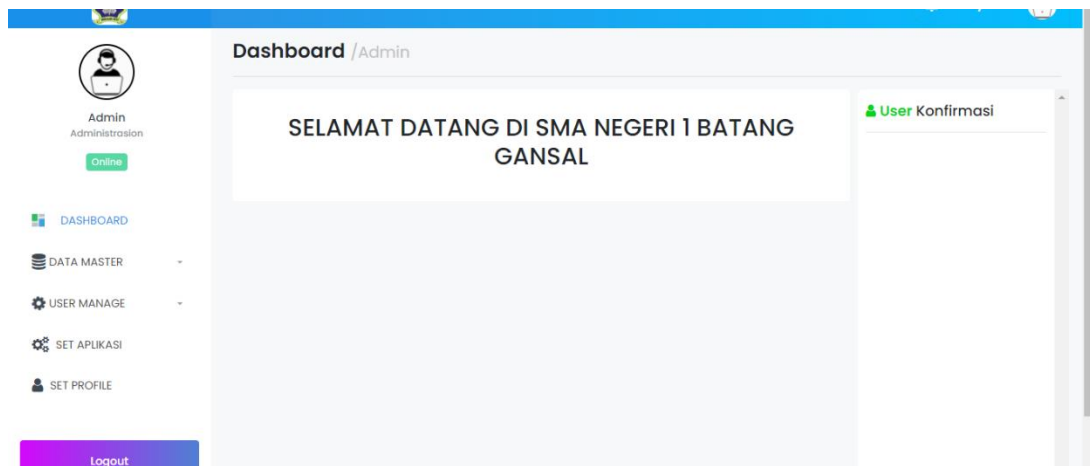 Dashboard /Admin
Admin
Administrasion
Online
DASHBOARD
DATA MASTER
USER MANAGE
SET APLIKASI
SET PROFILE
Logout
SELAMAT DATANG DI SMA NEGERI 1 BATANG
GANSAL
User Konfirmasi